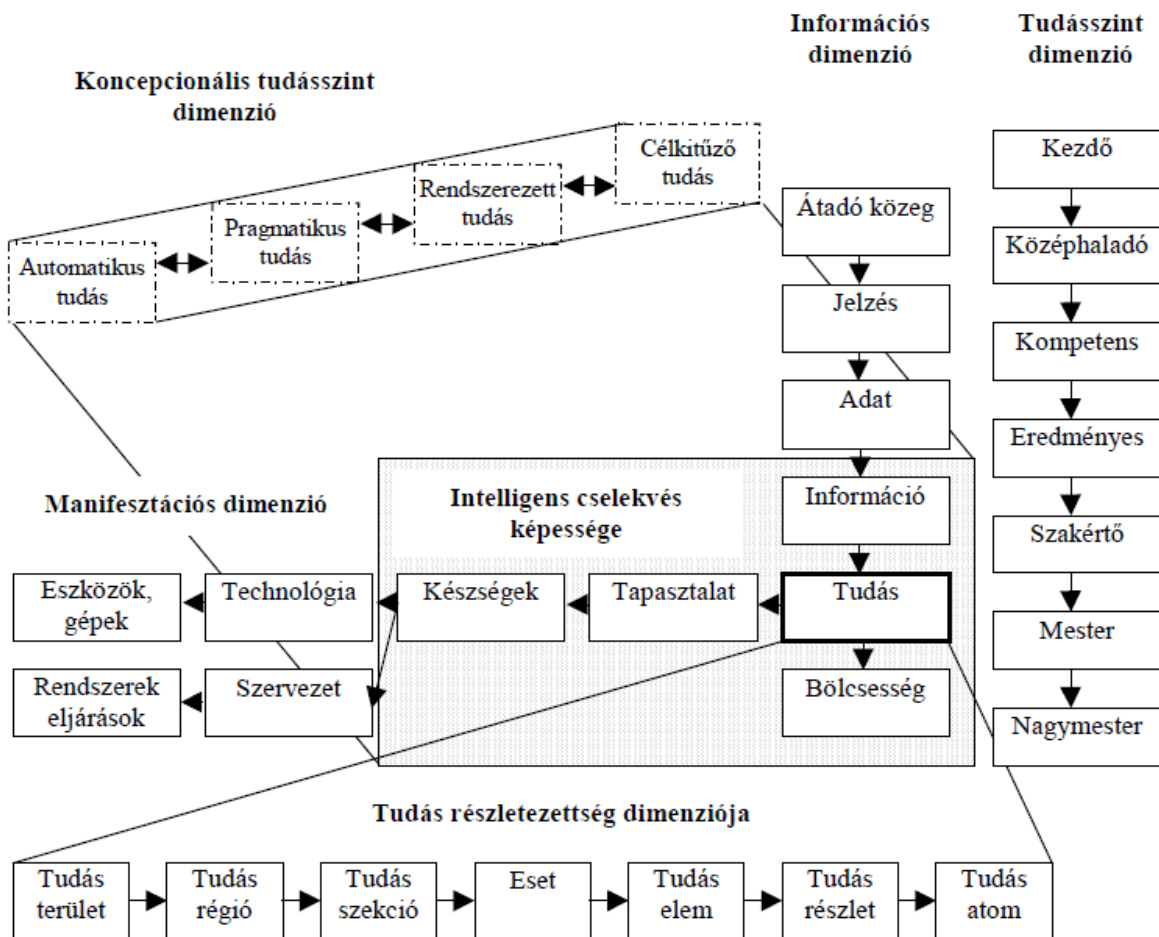 Információs
dimenzió
Tudásszint
dimenzió
Koncepcionális tudásszint
dimenzió
Célkitűző
tudás
Rendszerezett
tudás
Pragmatikus
tudás
Automatikus
tudás
Átadó közeg
Jelzés
Adat
Információ
Tudás
Bölcsesség
Kezdő
Középhaladó
Kompetens
Eredményes
Szakértő
Mester
Nagymester
Manifesztációs dimenzió
Intelligens cselekvés
képessége
Eszközök,
gépek
Technológia
Készségek
Tapasztalat
Rendszerek
eljárások
Szervezet
Tudás részletezettség dimenziója
Tudás
terület
Tudás
régió
Tudás
szekció
Eset
Tudás
elem
Tudás
részlet
Tudás
atom